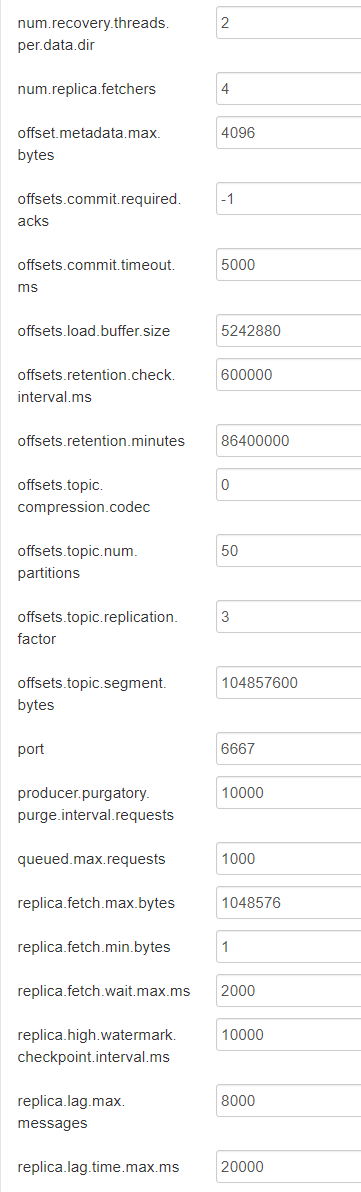 num.recovery.threads. 2
per.data.dir
num.replica.fetchers 4
offset.metadata.max. 4096
bytes
offsets.commit.required. -1
acks
offsets.commit.timeout. 5000
ms
offsets.load.buffer.size 5242880
offsets.retention.check. 600000
interval.ms
offsets.retention.minutes 86400000
offsets.topic. 0
compression.codec
offsets.topic.num. 50
partitions
offsets.topic.replication. 3
factor
offsets.topic.segment. 104857600
bytes
port 6667
producer.purgatory. 10000
purge.interval.requests
queued.max.requests 1000
replica.fetch.max.bytes 1048576
replica.fetch.min.bytes 1
replica.fetch.wait.max.ms 2000
replica.high.watermark. 10000
checkpoint.interval.ms
replica.lag.max. 8000
messages
replica.lag.time.max.ms 20000